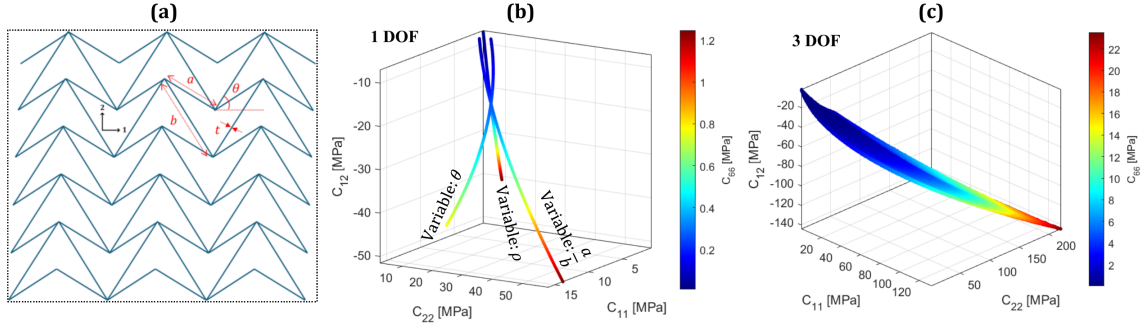 (a)
a
θ
b
t
2
1
(b)
1 DOF
C12 [MPa]
-10
-20
-30
-40
-50
Variable: θ
Variable: ρ
Variable: a/b
10
20
30
40
50
C22 [MPa]
15
10
5
C11 [MPa]
1.2
1
0.8
0.6
0.4
0.2
C66 [MPa]
(c)
3 DOF
C12 [MPa]
-20
-40
-60
-80
-100
-120
-140
20
40
60
80
100
120
C11 [MPa]
50
100
150
200
C22 [MPa]
22
20
18
16
14
12
10
8
6
4
2
C66 [MPa]